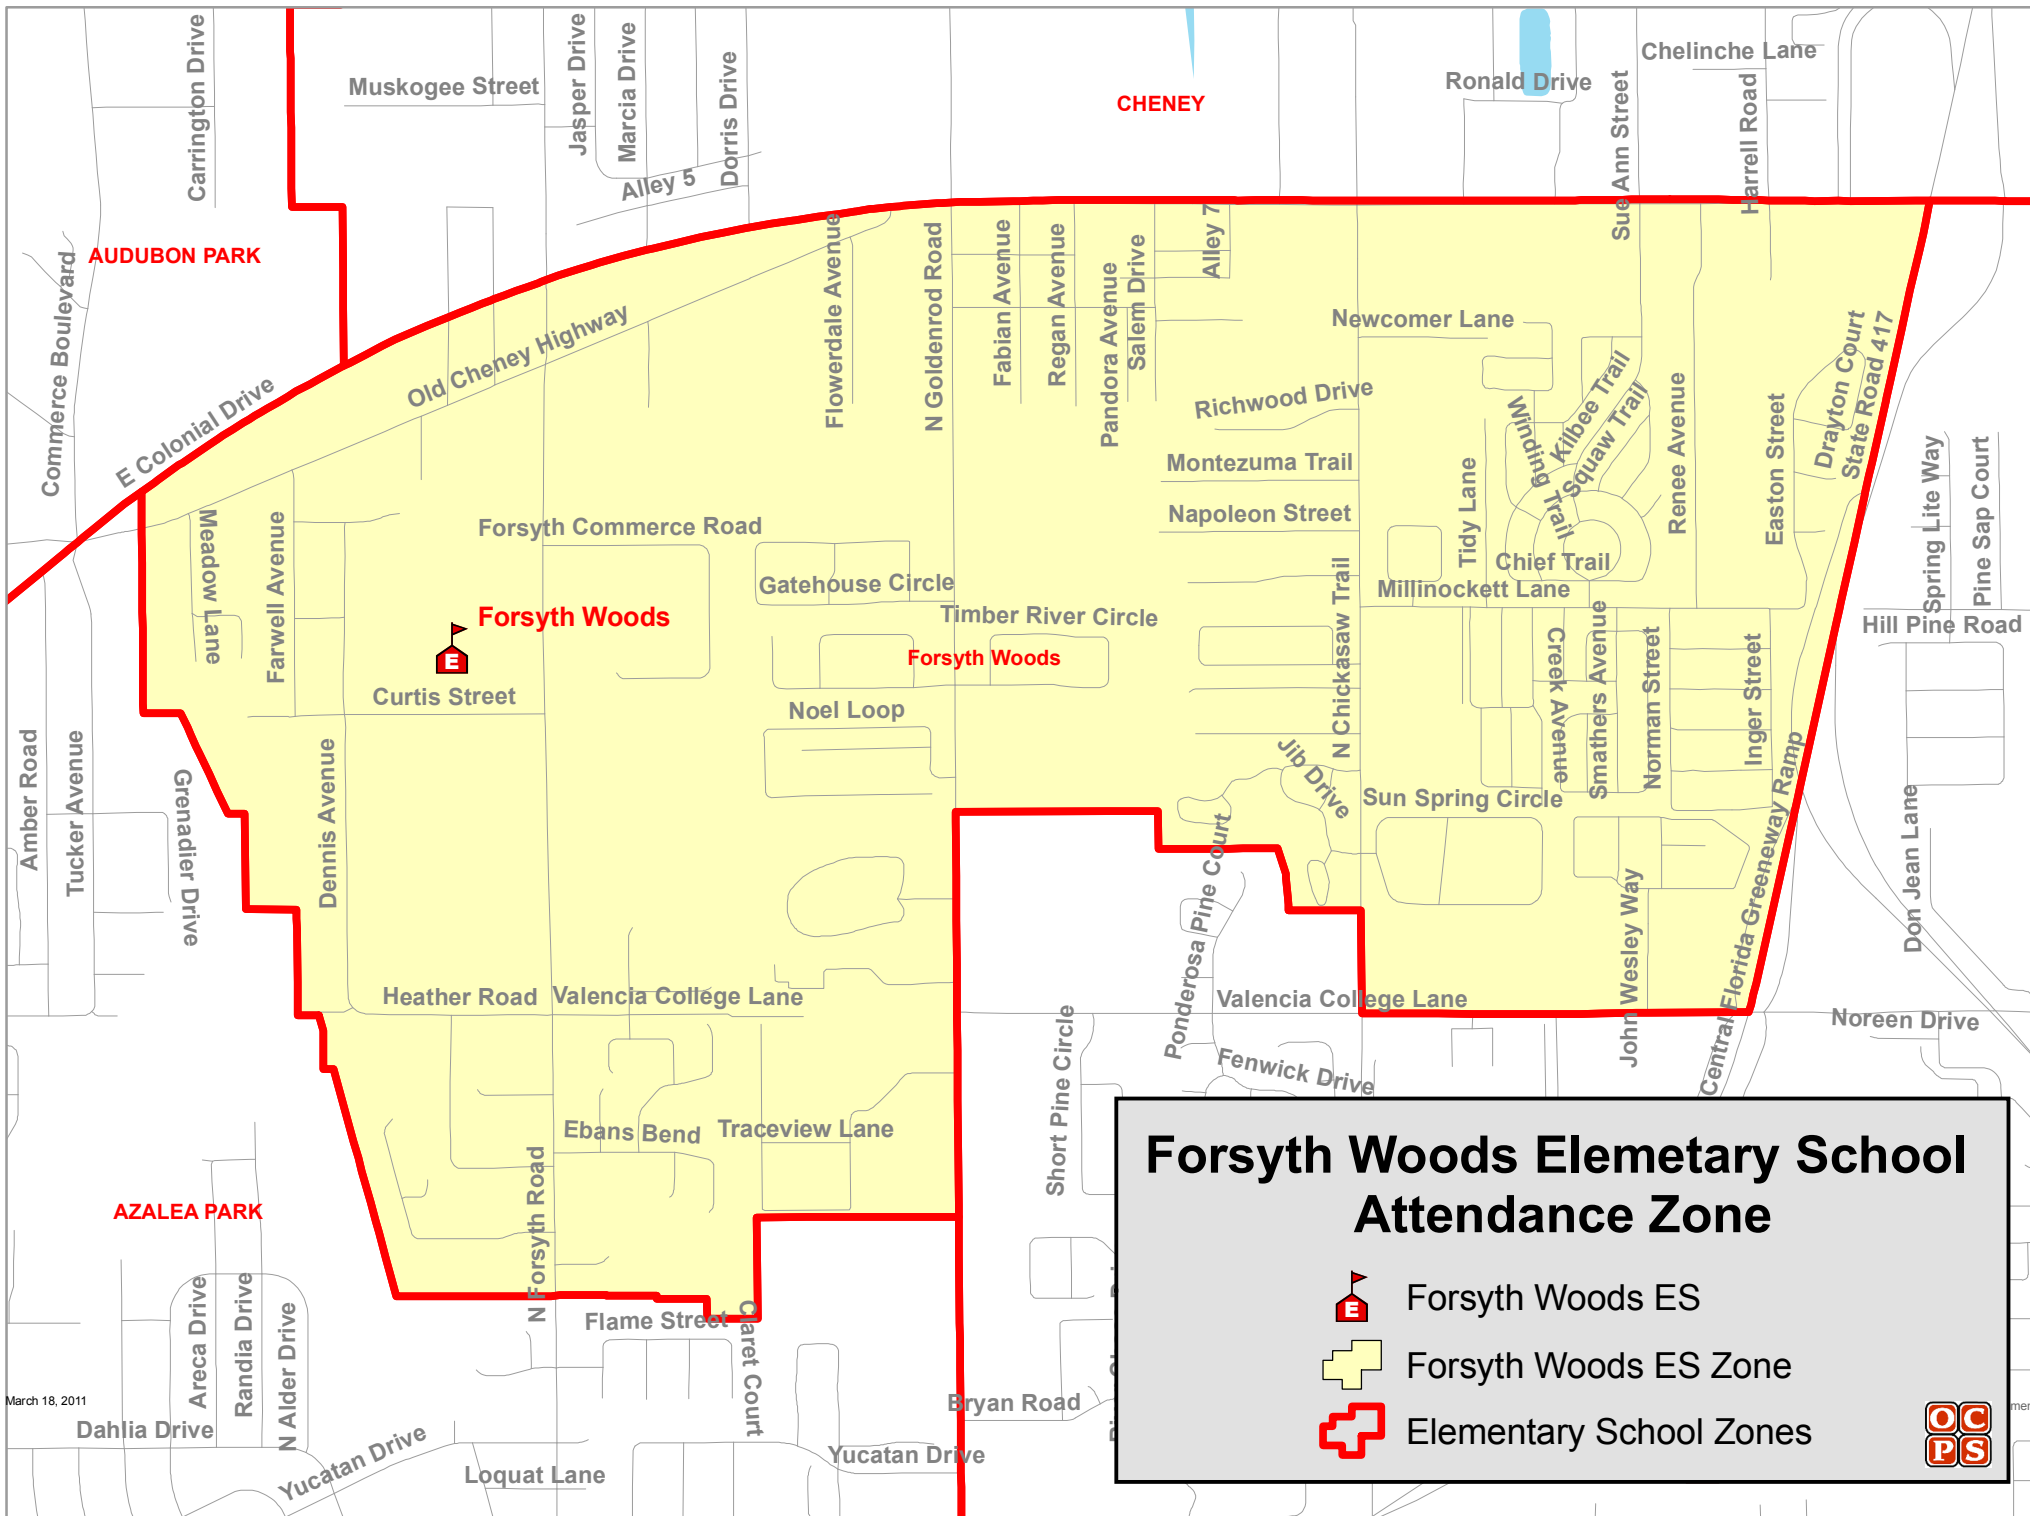 Carrington Drive
Muskogee Street
Jasper Drive
Marcia Drive
Dorris Drive
Alley 5
CHENEY
Ronald Drive
Sue Ann Street
Chelinche Lane
Harrell Road
AUDUBON PARK
Commerce Boulevard
E Colonial Drive
Old Cheney Highway
Flowerdale Avenue
N Goldenrod Road
Fabian Avenue
Regan Avenue
Pandora Avenue
Salem Drive
Alley 7
Newcomer Lane
Richwood Drive
Montezuma Trail
Napoleon Street
Tidy Lane
Winding Trail
Kilbee Trail
Squaw Trail
Renee Avenue
Easton Street
Drayton Court
State Road 417
Spring Lite Way
Pine Sap Court
Meadow Lane
Farwell Avenue
Forsyth Commerce Road
Gatehouse Circle
Chief Trail
Millinockett Lane
N Chickasaw Trail
Forsyth Woods
E
Timber River Circle
Forsyth Woods
Hill Pine Road
Curtis Street
Noel Loop
Creek Avenue
Smathers Avenue
Norman Street
Inger Street
Amber Road
Tucker Avenue
Grenadier Drive
Dennis Avenue
Jib Drive
Sun Spring Circle
Ponderosa Pine Court
John Wesley Way
Central Florida Greeneway Ramp
Don Jean Lane
Heather Road
Valencia College Lane
Valencia College Lane
Noreen Drive
Short Pine Circle
Fenwick Drive
Ebans Bend
Traceview Lane
N Forsyth Road
AZALEA PARK
Areca Drive
Randia Drive
N Alder Drive
Flame Street
Claret Court
March 18, 2011
Dahlia Drive
Yucatan Drive
Loquat Lane
Bryan Road
Yucatan Drive
Forsyth Woods Elemetary School
Attendance Zone
E
Forsyth Woods ES
Forsyth Woods ES Zone
Elementary School Zones
OC
PS